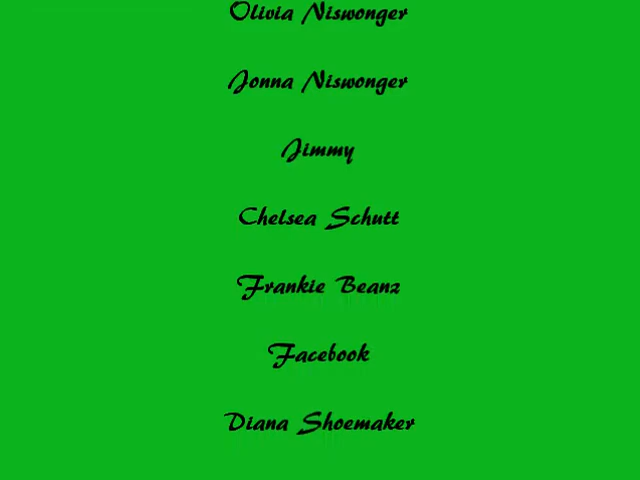 Olivia Niswonger
Jonna Niswonger
Jimmy
Chelsea Schutt
Frankie Beanz
Facebook
Diana Shoemaker